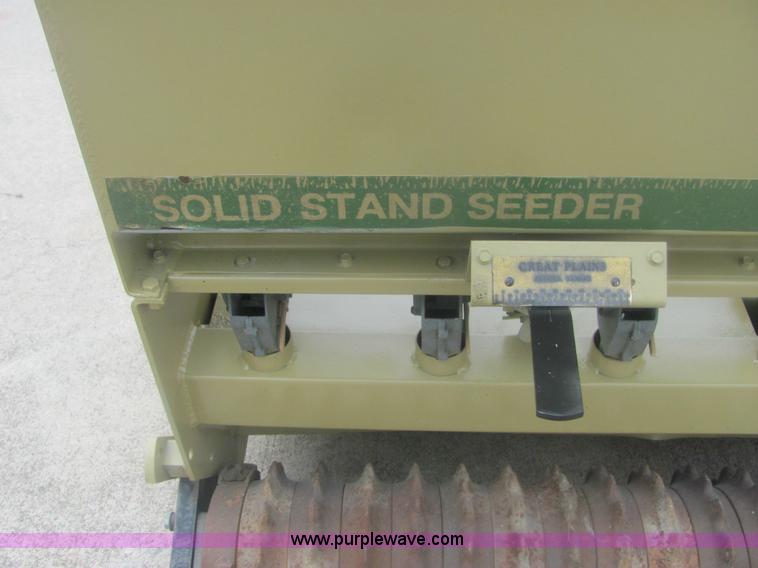 SOLID STAND SEEDER
GREAT PLAINS
www.purplewave.com